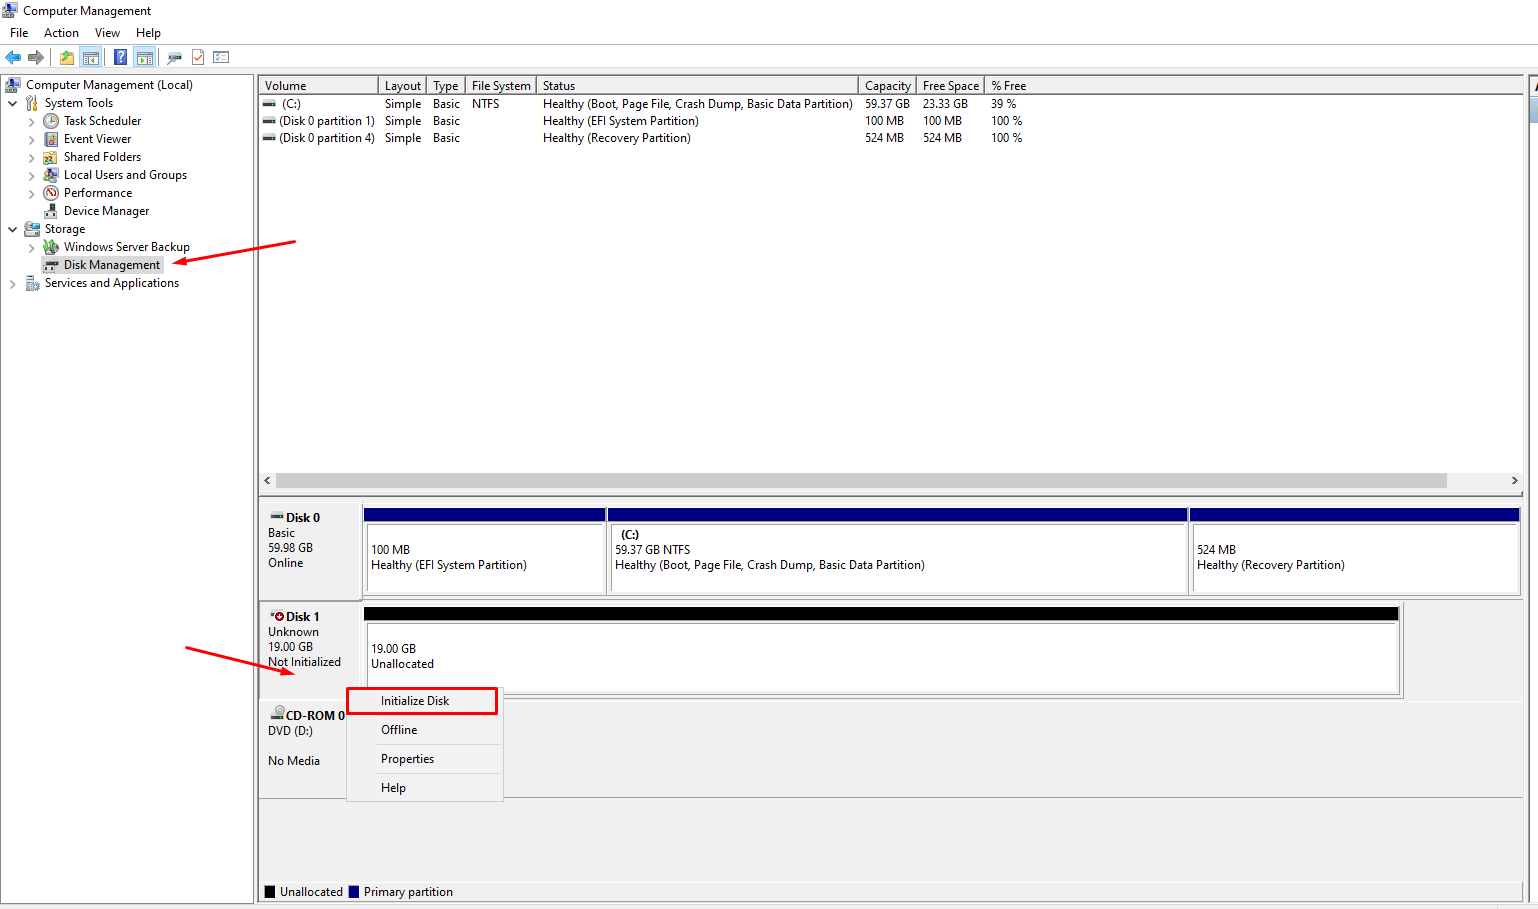 Computer Management
File Action View Help
Computer Management (Local)
System Tools
Task Scheduler
Event Viewer
Shared Folders
Local Users and Groups
Performance
Device Manager
Storage
Windows Server Backup
Disk Management
Services and Applications
Volume Layout Type File System Status Capacity Free Space % Free
(C:) Simple Basic NTFS Healthy (Boot, Page File, Crash Dump, Basic Data Partition) 59.37 GB 23.33 GB 39 %
(Disk 0 partition 1) Simple Basic Healthy (EFI System Partition) 100 MB 100 MB 100 %
(Disk 0 partition 4) Simple Basic Healthy (Recovery Partition) 524 MB 524 MB 100 %
Disk 0
Basic
59.98 GB
Online
100 MB
Healthy (EFI System Partition)
(C:)
59.37 GB NTFS
Healthy (Boot, Page File, Crash Dump, Basic Data Partition)
524 MB
Healthy (Recovery Partition)
Disk 1
Unknown
19.00 GB
Not Initialized
19.00 GB
Unallocated
Initialize Disk
Offline
Properties
Help
CD-ROM 0
DVD (D:)
No Media
Unallocated Primary partition